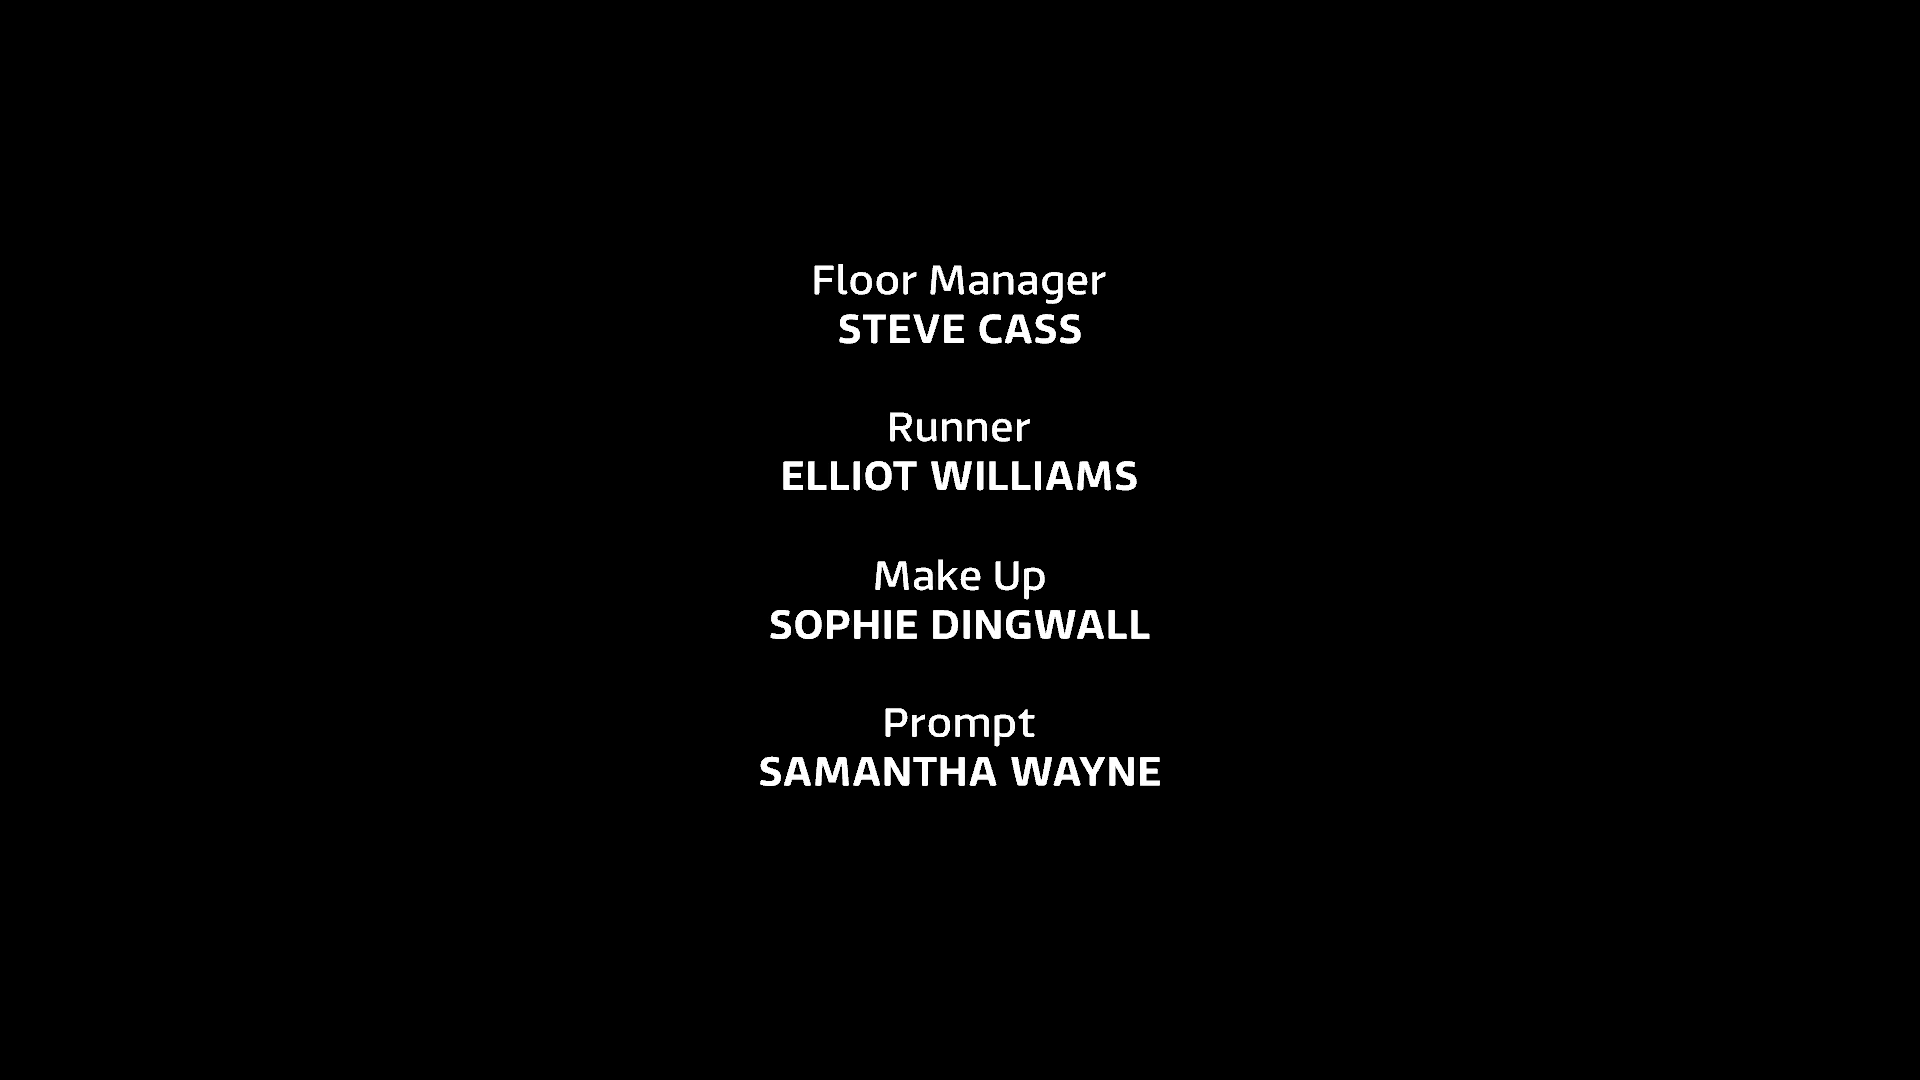 Floor Manager
STEVE CASS
Runner
ELLIOT WILLIAMS
Make Up
SOPHIE DINGWALL
Prompt
SAMANTHA WAYNE